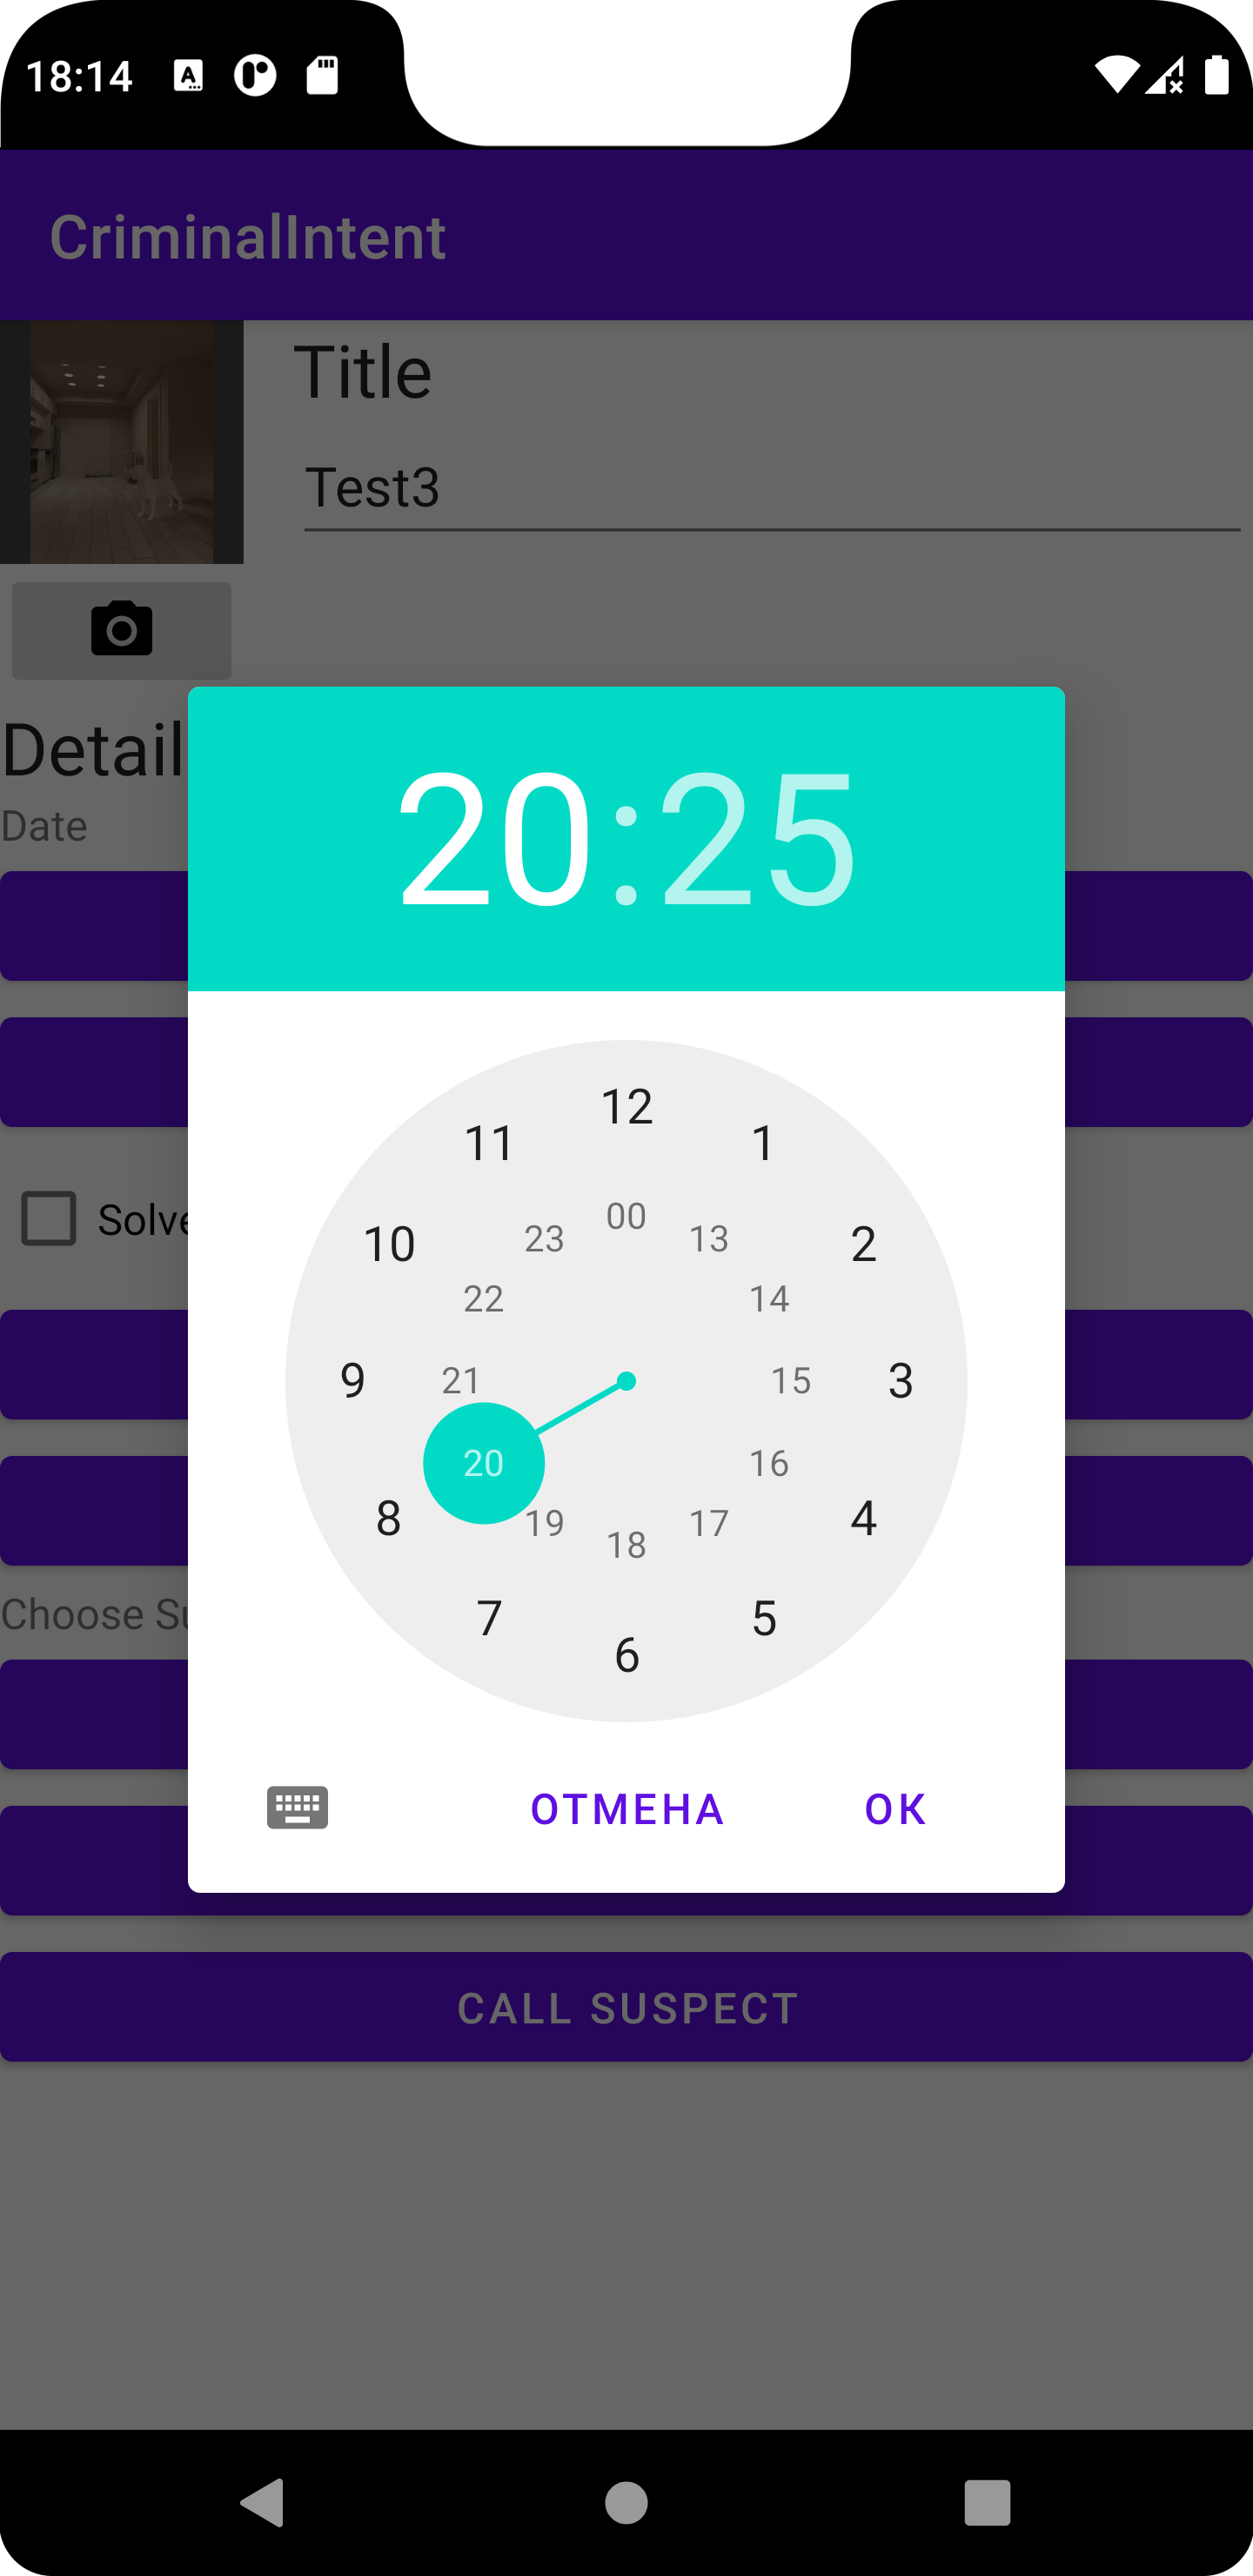 18:14
CriminalIntent
Title
Test3
Detail
Date
20:25
12
11 1
10 2
00
23 13
22 14
9 21 15 3
20 16
8 4
19 17
18
7 5
6
Solve
Choose Su
ОТМЕНА ОК
CALL SUSPECT